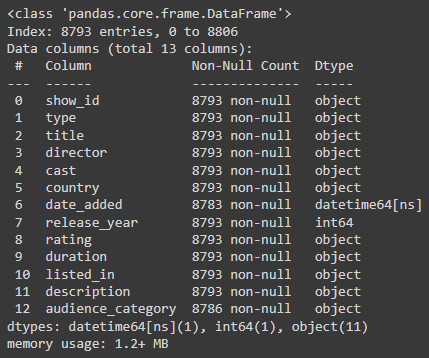 <class 'pandas.core.frame.DataFrame'>
Index: 8793 entries, 0 to 8806
Data columns (total 13 columns):
 #   Column             Non-Null Count  Dtype
---  ------             --------------  -----
 0   show_id            8793 non-null   object
 1   type               8793 non-null   object
 2   title              8793 non-null   object
 3   director           8793 non-null   object
 4   cast               8793 non-null   object
 5   country            8793 non-null   object
 6   date_added         8783 non-null   datetime64[ns]
 7   release_year       8793 non-null   int64
 8   rating             8793 non-null   object
 9   duration           8793 non-null   object
 10  listed_in          8793 non-null   object
 11  description        8793 non-null   object
 12  audience_category  8786 non-null   object
dtypes: datetime64[ns](1), int64(1), object(11)
memory usage: 1.2+ MB